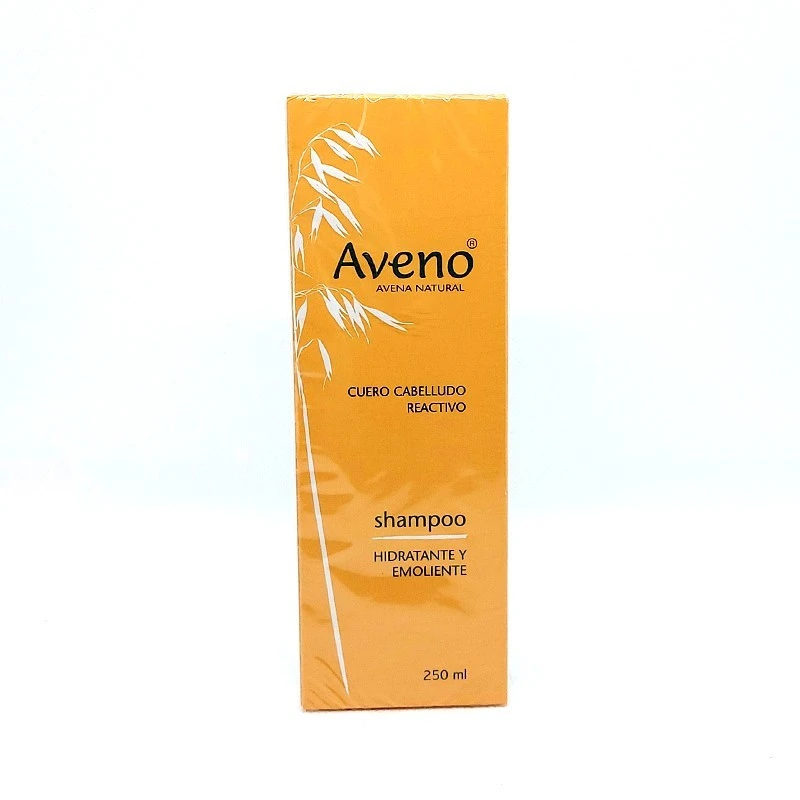 Aveno®
AVENA NATURAL
CUERO CABELLUDO
REACTIVO
shampoo
HIDRATANTE Y
EMOLIENTE
250 ml